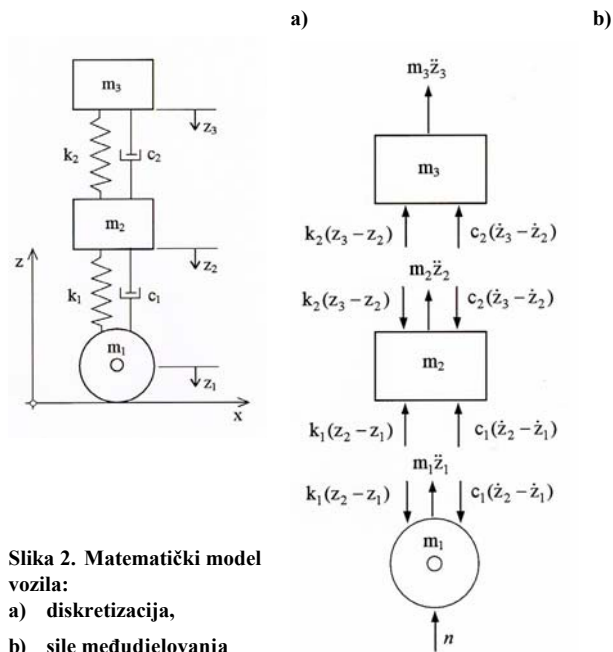 a)
b)
m₃
z₃
k₂
c₂
m₂
z
z₂
k₁
c₁
m₁
z₁
x
m₃z̈₃
m₃
k₂(z₃ − z₂)
c₂(ż₃ − ż₂)
m₂z̈₂
k₂(z₃ − z₂)
c₂(ż₃ − ż₂)
m₂
k₁(z₂ − z₁)
c₁(ż₂ − ż₁)
m₁z̈₁
k₁(z₂ − z₁)
c₁(ż₂ − ż₁)
m₁
n
Slika 2. Matematički model
vozila:
a) diskretizacija,
b) sile međudjelovanja